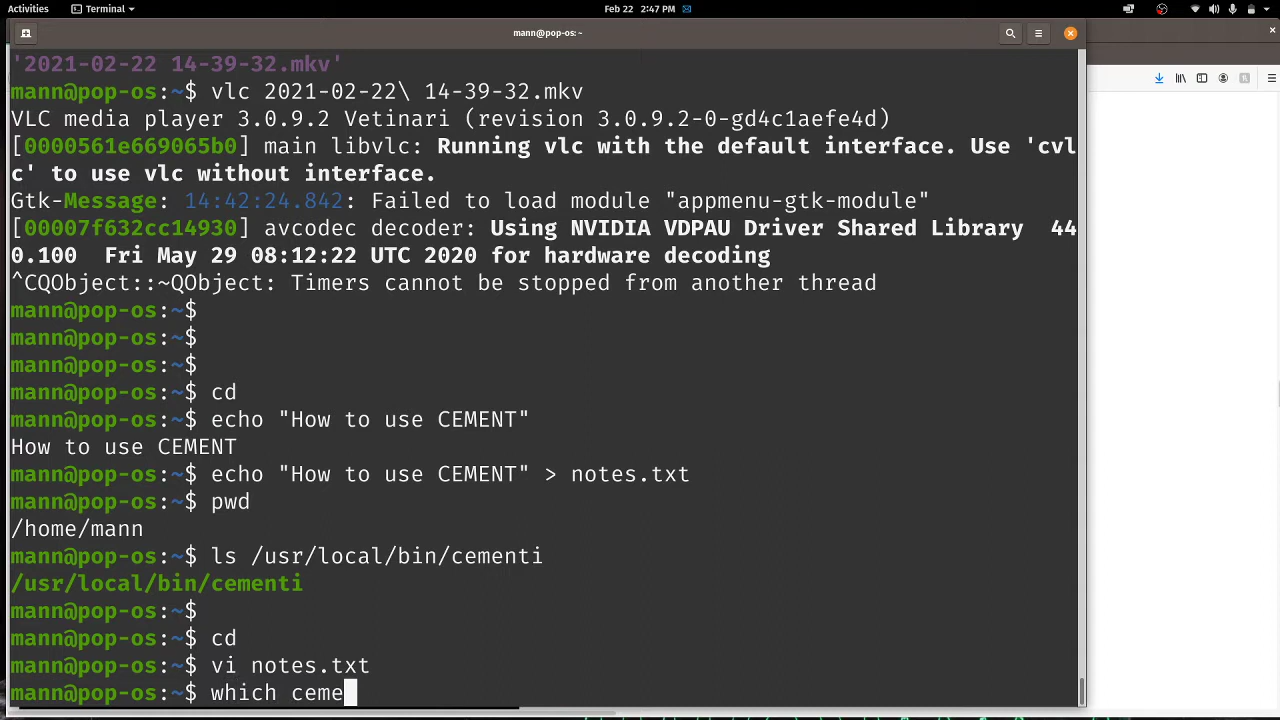 Activities
Terminal
Feb 22 2:47 PM
mann@pop-os: ~
'2021-02-22 14-39-32.mkv'
mann@pop-os:~$ vlc 2021-02-22\ 14-39-32.mkv
VLC media player 3.0.9.2 Vetinari (revision 3.0.9.2-0-gd4c1aefe4d)
[0000561e669065b0] main libvlc: Running vlc with the default interface. Use 'cvl
c' to use vlc without interface.
Gtk-Message: 14:42:24.842: Failed to load module "appmenu-gtk-module"
[00007f632cc14930] avcodec decoder: Using NVIDIA VDPAU Driver Shared Library  44
0.100  Fri May 29 08:12:22 UTC 2020 for hardware decoding
^CQObject::~QObject: Timers cannot be stopped from another thread
mann@pop-os:~$
mann@pop-os:~$
mann@pop-os:~$
mann@pop-os:~$ cd
mann@pop-os:~$ echo "How to use CEMENT"
How to use CEMENT
mann@pop-os:~$ echo "How to use CEMENT" > notes.txt
mann@pop-os:~$ pwd
/home/mann
mann@pop-os:~$ ls /usr/local/bin/cementi
/usr/local/bin/cementi
mann@pop-os:~$
mann@pop-os:~$ cd
mann@pop-os:~$ vi notes.txt
mann@pop-os:~$ which ceme